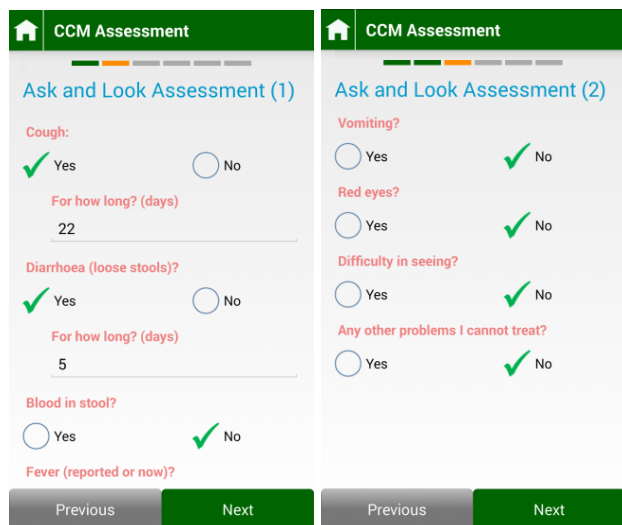 CCM Assessment
Ask and Look Assessment (1)
Cough:
Yes No
For how long? (days)
22
Diarrhoea (loose stools)?
Yes No
For how long? (days)
5
Blood in stool?
Yes No
Fever (reported or now)?
Previous Next
CCM Assessment
Ask and Look Assessment (2)
Vomiting?
Yes No
Red eyes?
Yes No
Difficulty in seeing?
Yes No
Any other problems I cannot treat?
Yes No
Previous Next